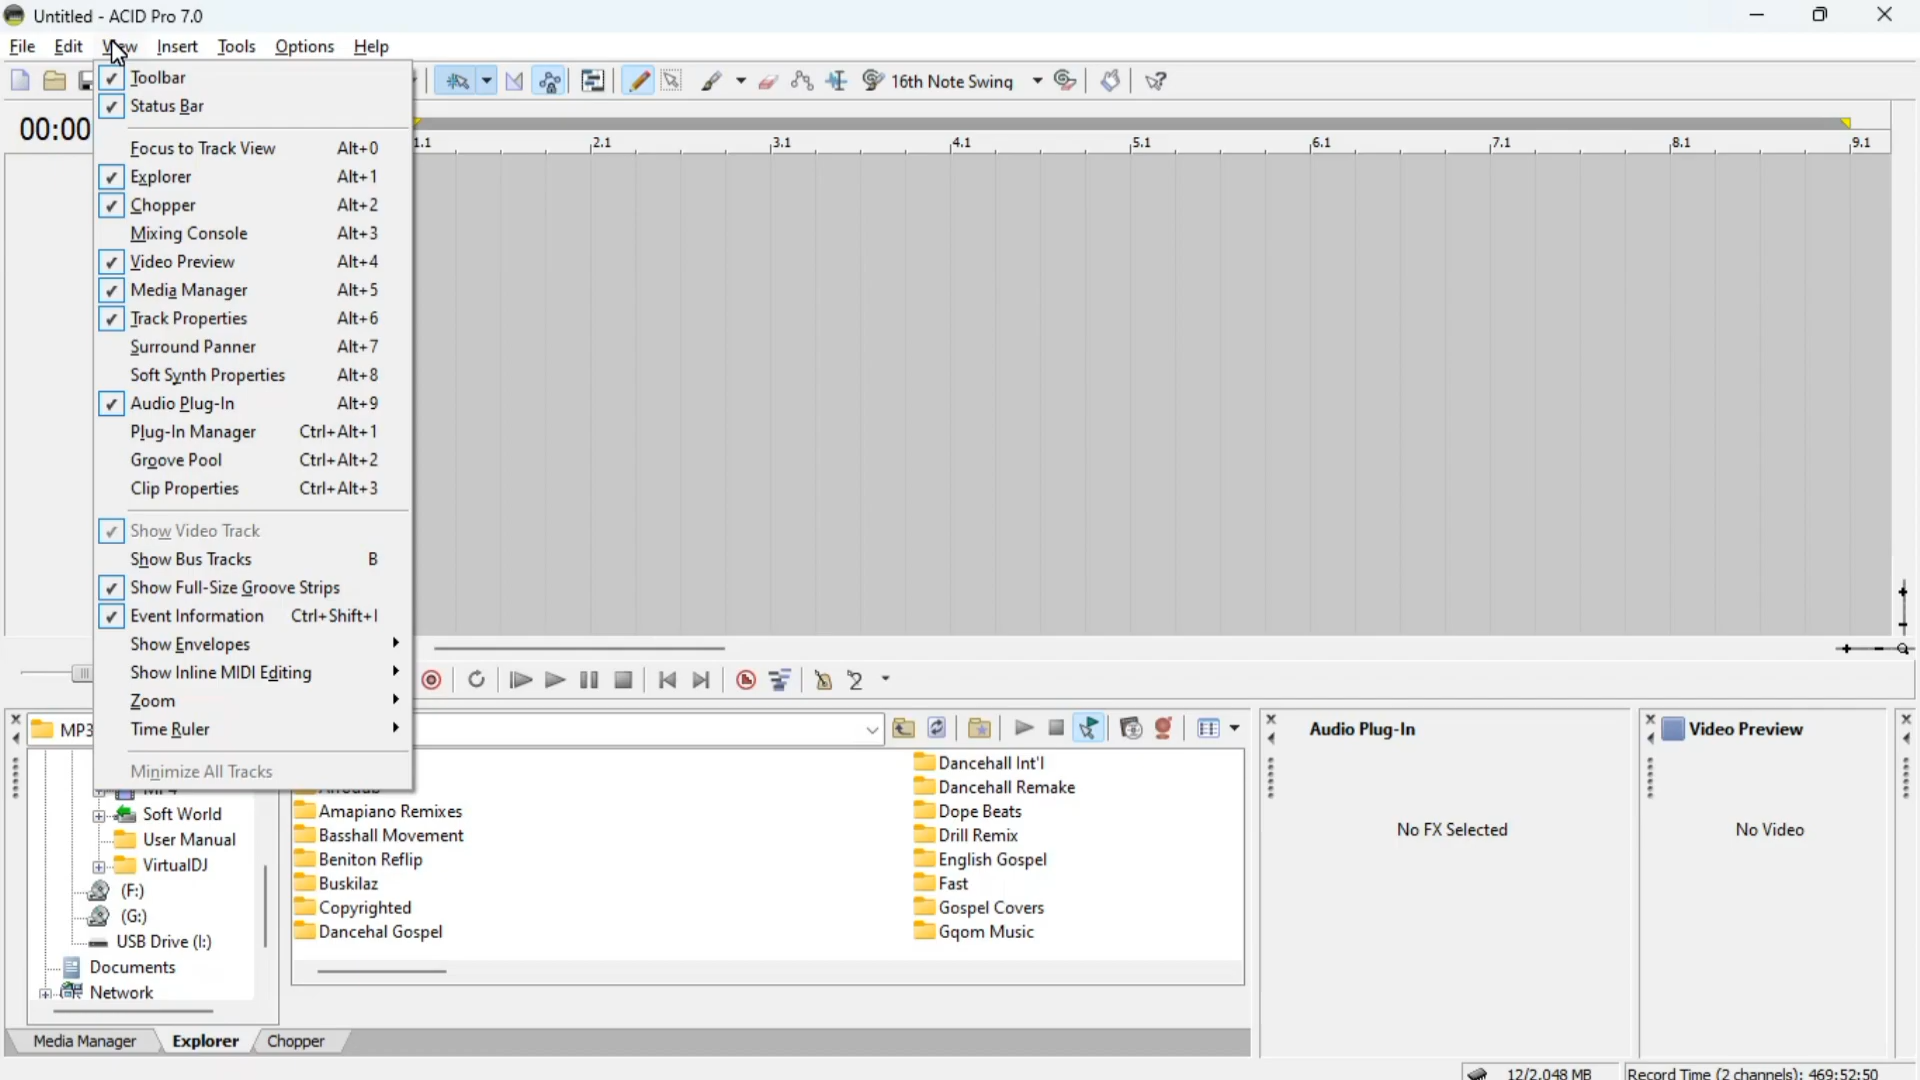 Untitled - ACID Pro 7.0
File Edit View Insert Tools Options Help
Toolbar
Status Bar
Focus to Track View Alt+0
Explorer Alt+1
Chopper Alt+2
Mixing Console Alt+3
Video Preview Alt+4
Media Manager Alt+5
Track Properties Alt+6
Surround Panner Alt+7
Soft Synth Properties Alt+8
Audio Plug-In Alt+9
Plug-In Manager Ctrl+Alt+1
Groove Pool Ctrl+Alt+2
Clip Properties Ctrl+Alt+3
Show Video Track
Show Bus Tracks B
Show Full-Size Groove Strips
Event Information Ctrl+Shift+I
Show Envelopes
Show Inline MIDI Editing
Zoom
Time Ruler
Minimize All Tracks
16th Note Swing
00:00
1.1 2.1 3.1 4.1 5.1 6.1 7.1 8.1 9.1
MP3
Soft World
User Manual
VirtualDJ
(F:)
(G:)
USB Drive (I:)
Documents
Network
Amapiano Remixes
Basshall Movement
Beniton Reflip
Buskilaz
Copyrighted
Dancehal Gospel
Dancehall Int'l
Dancehall Remake
Dope Beats
Drill Remix
English Gospel
Fast
Gospel Covers
Gqom Music
Audio Plug-In
No FX Selected
Video Preview
No Video
Media Manager Explorer Chopper
12/2,048 MB Record Time (2 channels): 469:52:50